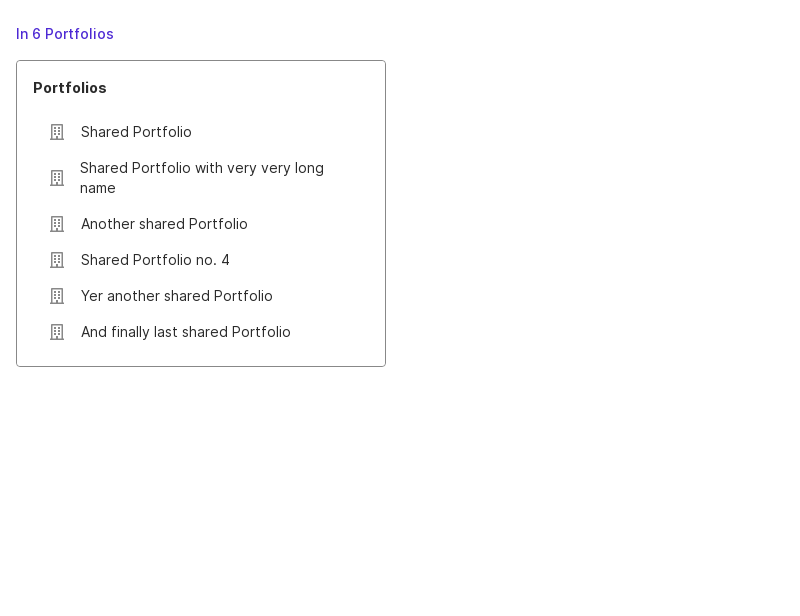 In 6 Portfolios
Portfolios
Shared Portfolio
Shared Portfolio with very very long
name
Another shared Portfolio
Shared Portfolio no. 4
Yer another shared Portfolio
And finally last shared Portfolio